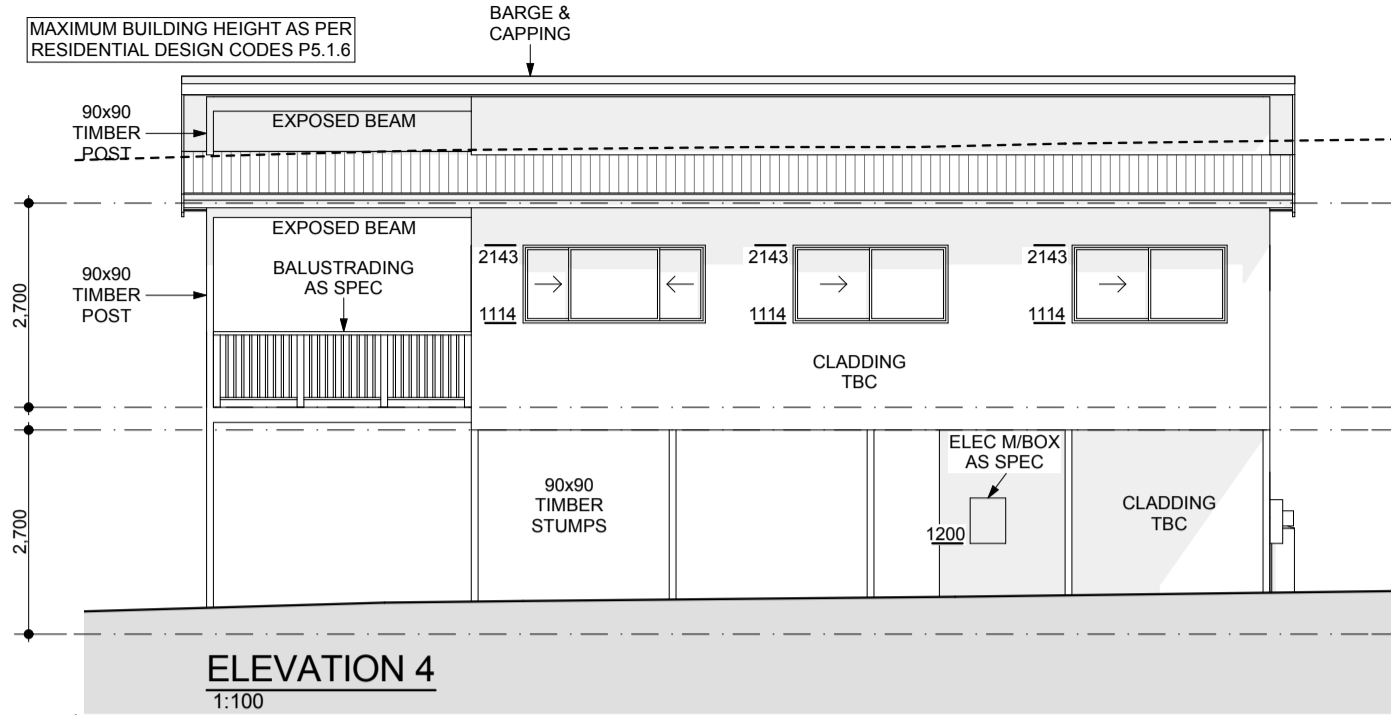 BARGE &
CAPPING
MAXIMUM BUILDING HEIGHT AS PER
RESIDENTIAL DESIGN CODES P5.1.6
90x90
TIMBER
POST
EXPOSED BEAM
EXPOSED BEAM
BALUSTRADING
AS SPEC
90x90
TIMBER
POST
2,700
2143
1114
2143
1114
2143
1114
CLADDING
TBC
2,700
90x90
TIMBER
STUMPS
ELEC M/BOX
AS SPEC
1200
CLADDING
TBC
ELEVATION 4
1:100